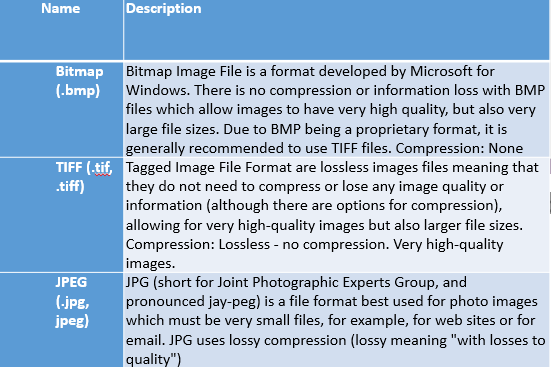 Name
Description
Bitmap
(.bmp)
Bitmap Image File is a format developed by Microsoft for
Windows. There is no compression or information loss with BMP
files which allow images to have very high quality, but also very
large file sizes. Due to BMP being a proprietary format, it is
generally recommended to use TIFF files. Compression: None
TIFF (.tif,
.tiff)
Tagged Image File Format are lossless images files meaning that
they do not need to compress or lose any image quality or
information (although there are options for compression),
allowing for very high-quality images but also larger file sizes.
Compression: Lossless - no compression. Very high-quality
images.
JPEG
(.jpg,
jpeg)
JPG (short for Joint Photographic Experts Group, and
pronounced jay-peg) is a file format best used for photo images
which must be very small files, for example, for web sites or for
email. JPG uses lossy compression (lossy meaning "with losses to
quality")